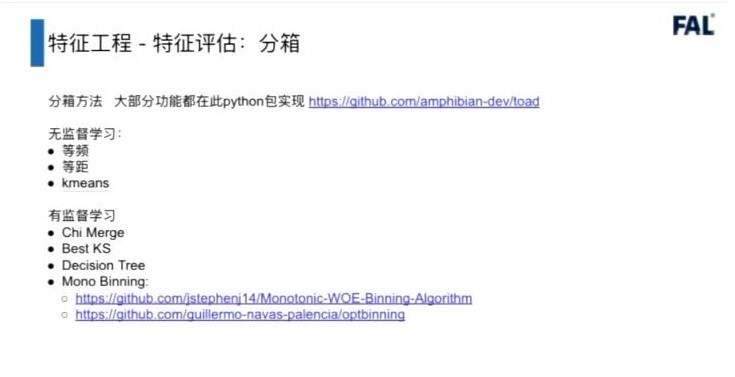 FAL
特征工程 - 特征评估：分箱
分箱方法 大部分功能都在此python包实现 https://github.com/amphibian-dev/toad
无监督学习：
● 等频
● 等距
● kmeans
有监督学习
● Chi Merge
● Best KS
● Decision Tree
● Mono Binning:
○ https://github.com/jstephenj14/Monotonic-WOE-Binning-Algorithm
○ https://github.com/guillermo-navas-palencia/optbinning